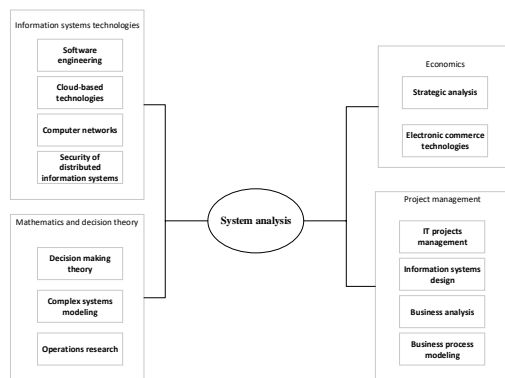 Information systems technologies
Software
engineering
Cloud-based
technologies
Computer networks
Security of
distributed
information systems
Mathematics and decision theory
Decision making
theory
Complex systems
modeling
Operations research
System analysis
Economics
Strategic analysis
Electronic commerce
technologies
Project management
IT projects
management
Information systems
design
Business analysis
Business process
modeling